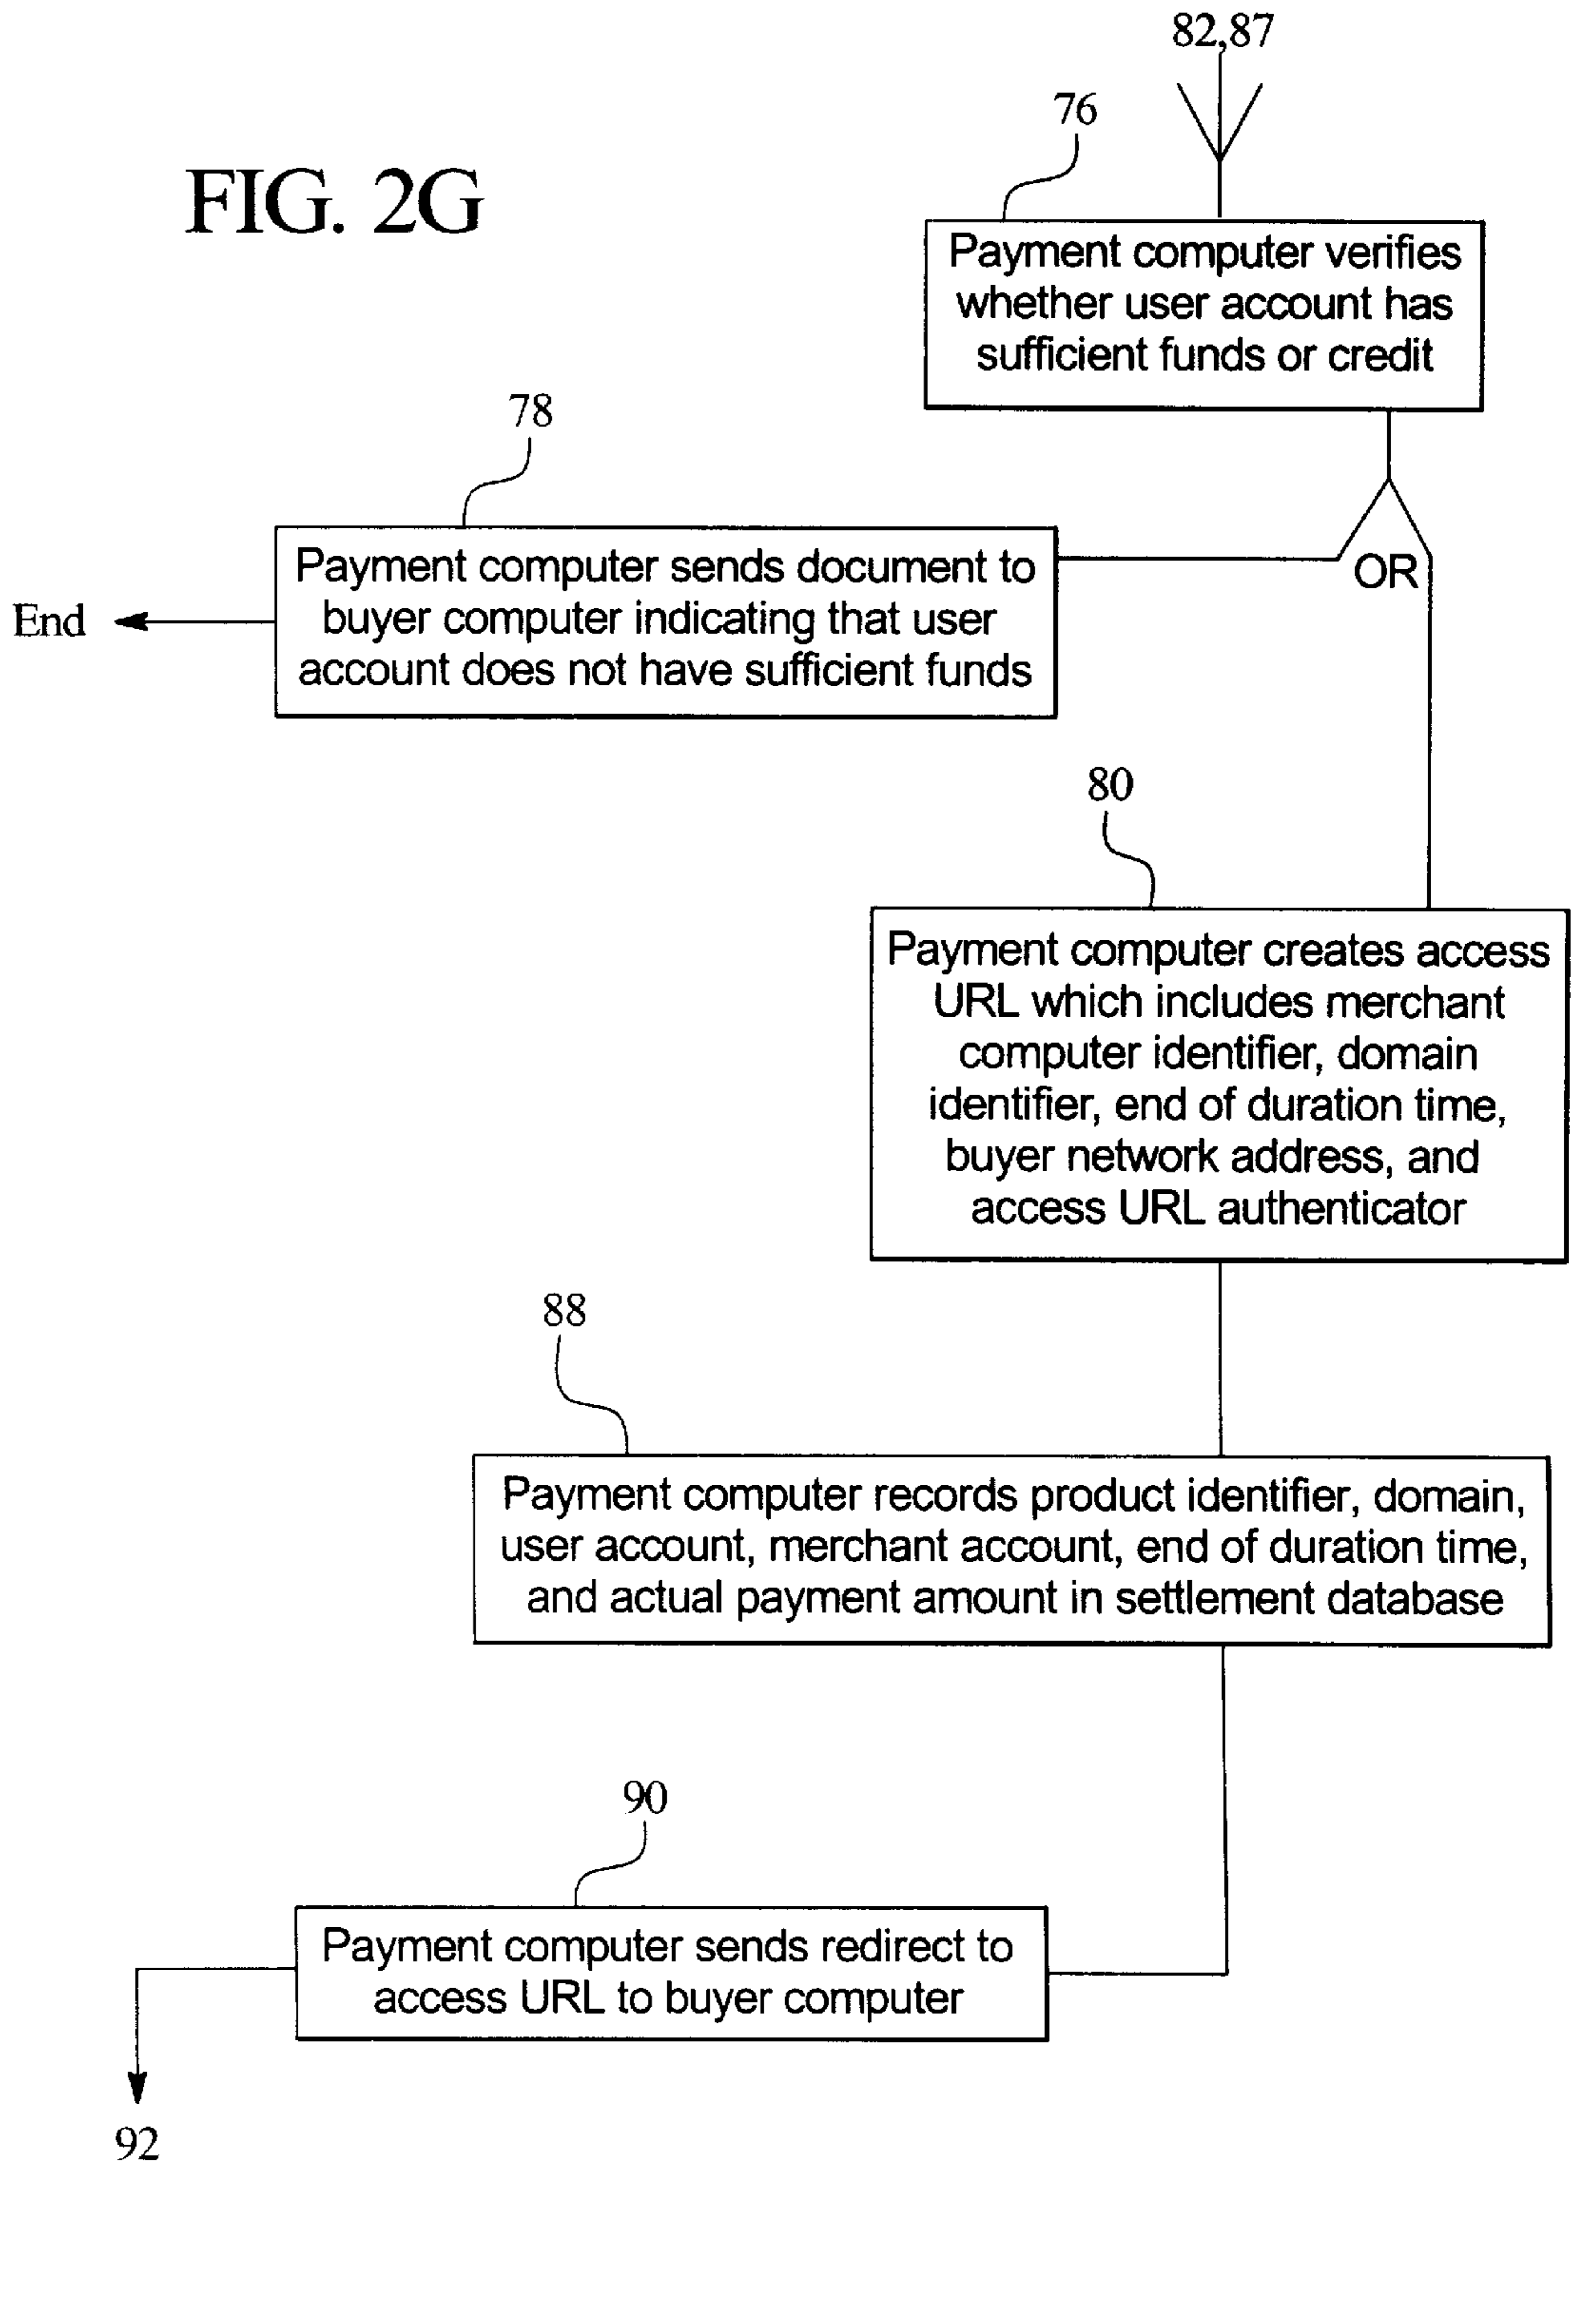 82,87
76
FIG. 2G
Payment computer verifies
whether user account has
sufficient funds or credit
78
OR
Payment computer sends document to
buyer computer indicating that user
account does not have sufficient funds
End
80
Payment computer creates access
URL which includes merchant
computer identifier, domain
identifier, end of duration time,
buyer network address, and
access URL authenticator
88
Payment computer records product identifier, domain,
user account, merchant account, end of duration time,
and actual payment amount in settlement database
90
Payment computer sends redirect to
access URL to buyer computer
92